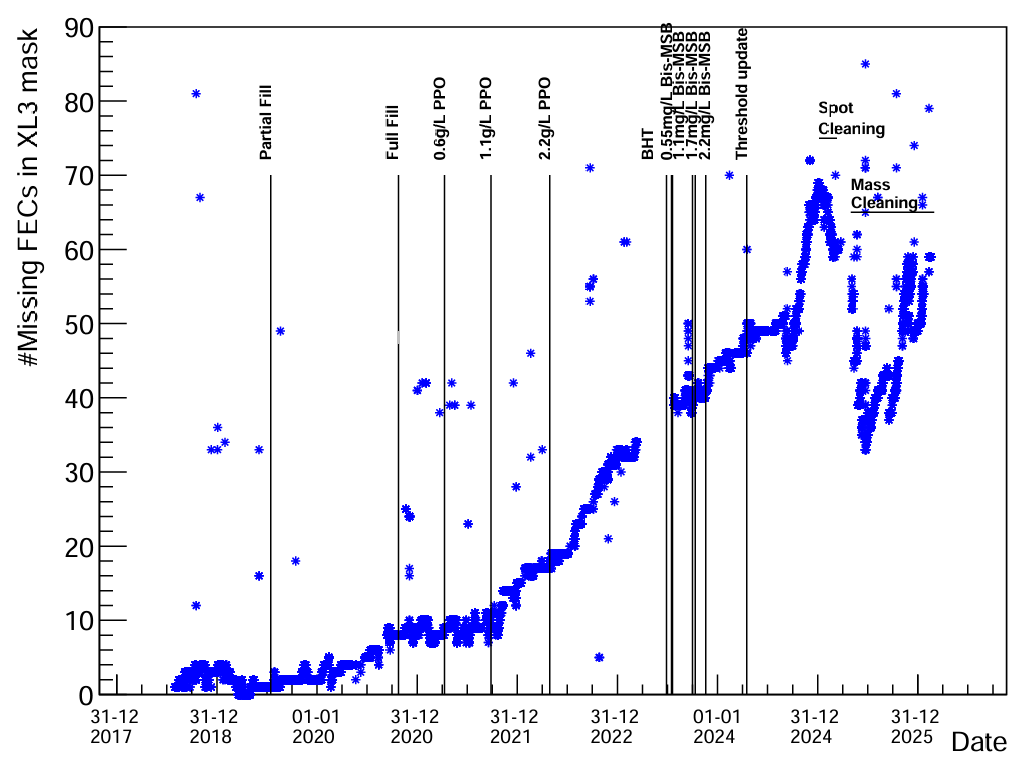 #Missing FECs in XL3 mask
90
80
70
60
50
40
30
20
10
0
Partial Fill
Full Fill
0.6g/L PPO
1.1g/L PPO
2.2g/L PPO
BHT
0.55mg/L Bis-MSB
1.1mg/L Bis-MSB
1.7mg/L Bis-MSB
2.2mg/L Bis-MSB
Threshold update
Spot
Cleaning
Mass
Cleaning
31-12 31-12 01-01 31-12 31-12 31-12 01-01 31-12 31-12
2017 2018 2020 2020 2021 2022 2024 2024 2025
Date